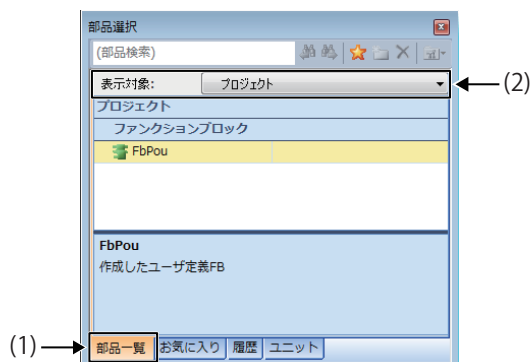 部品選択
(部品検索)
表示対象: プロジェクト
(2)
プロジェクト
ファンクションブロック
FbPou
FbPou
作成したユーザ定義FB
(1)
部品一覧 お気に入り 履歴 ユニット